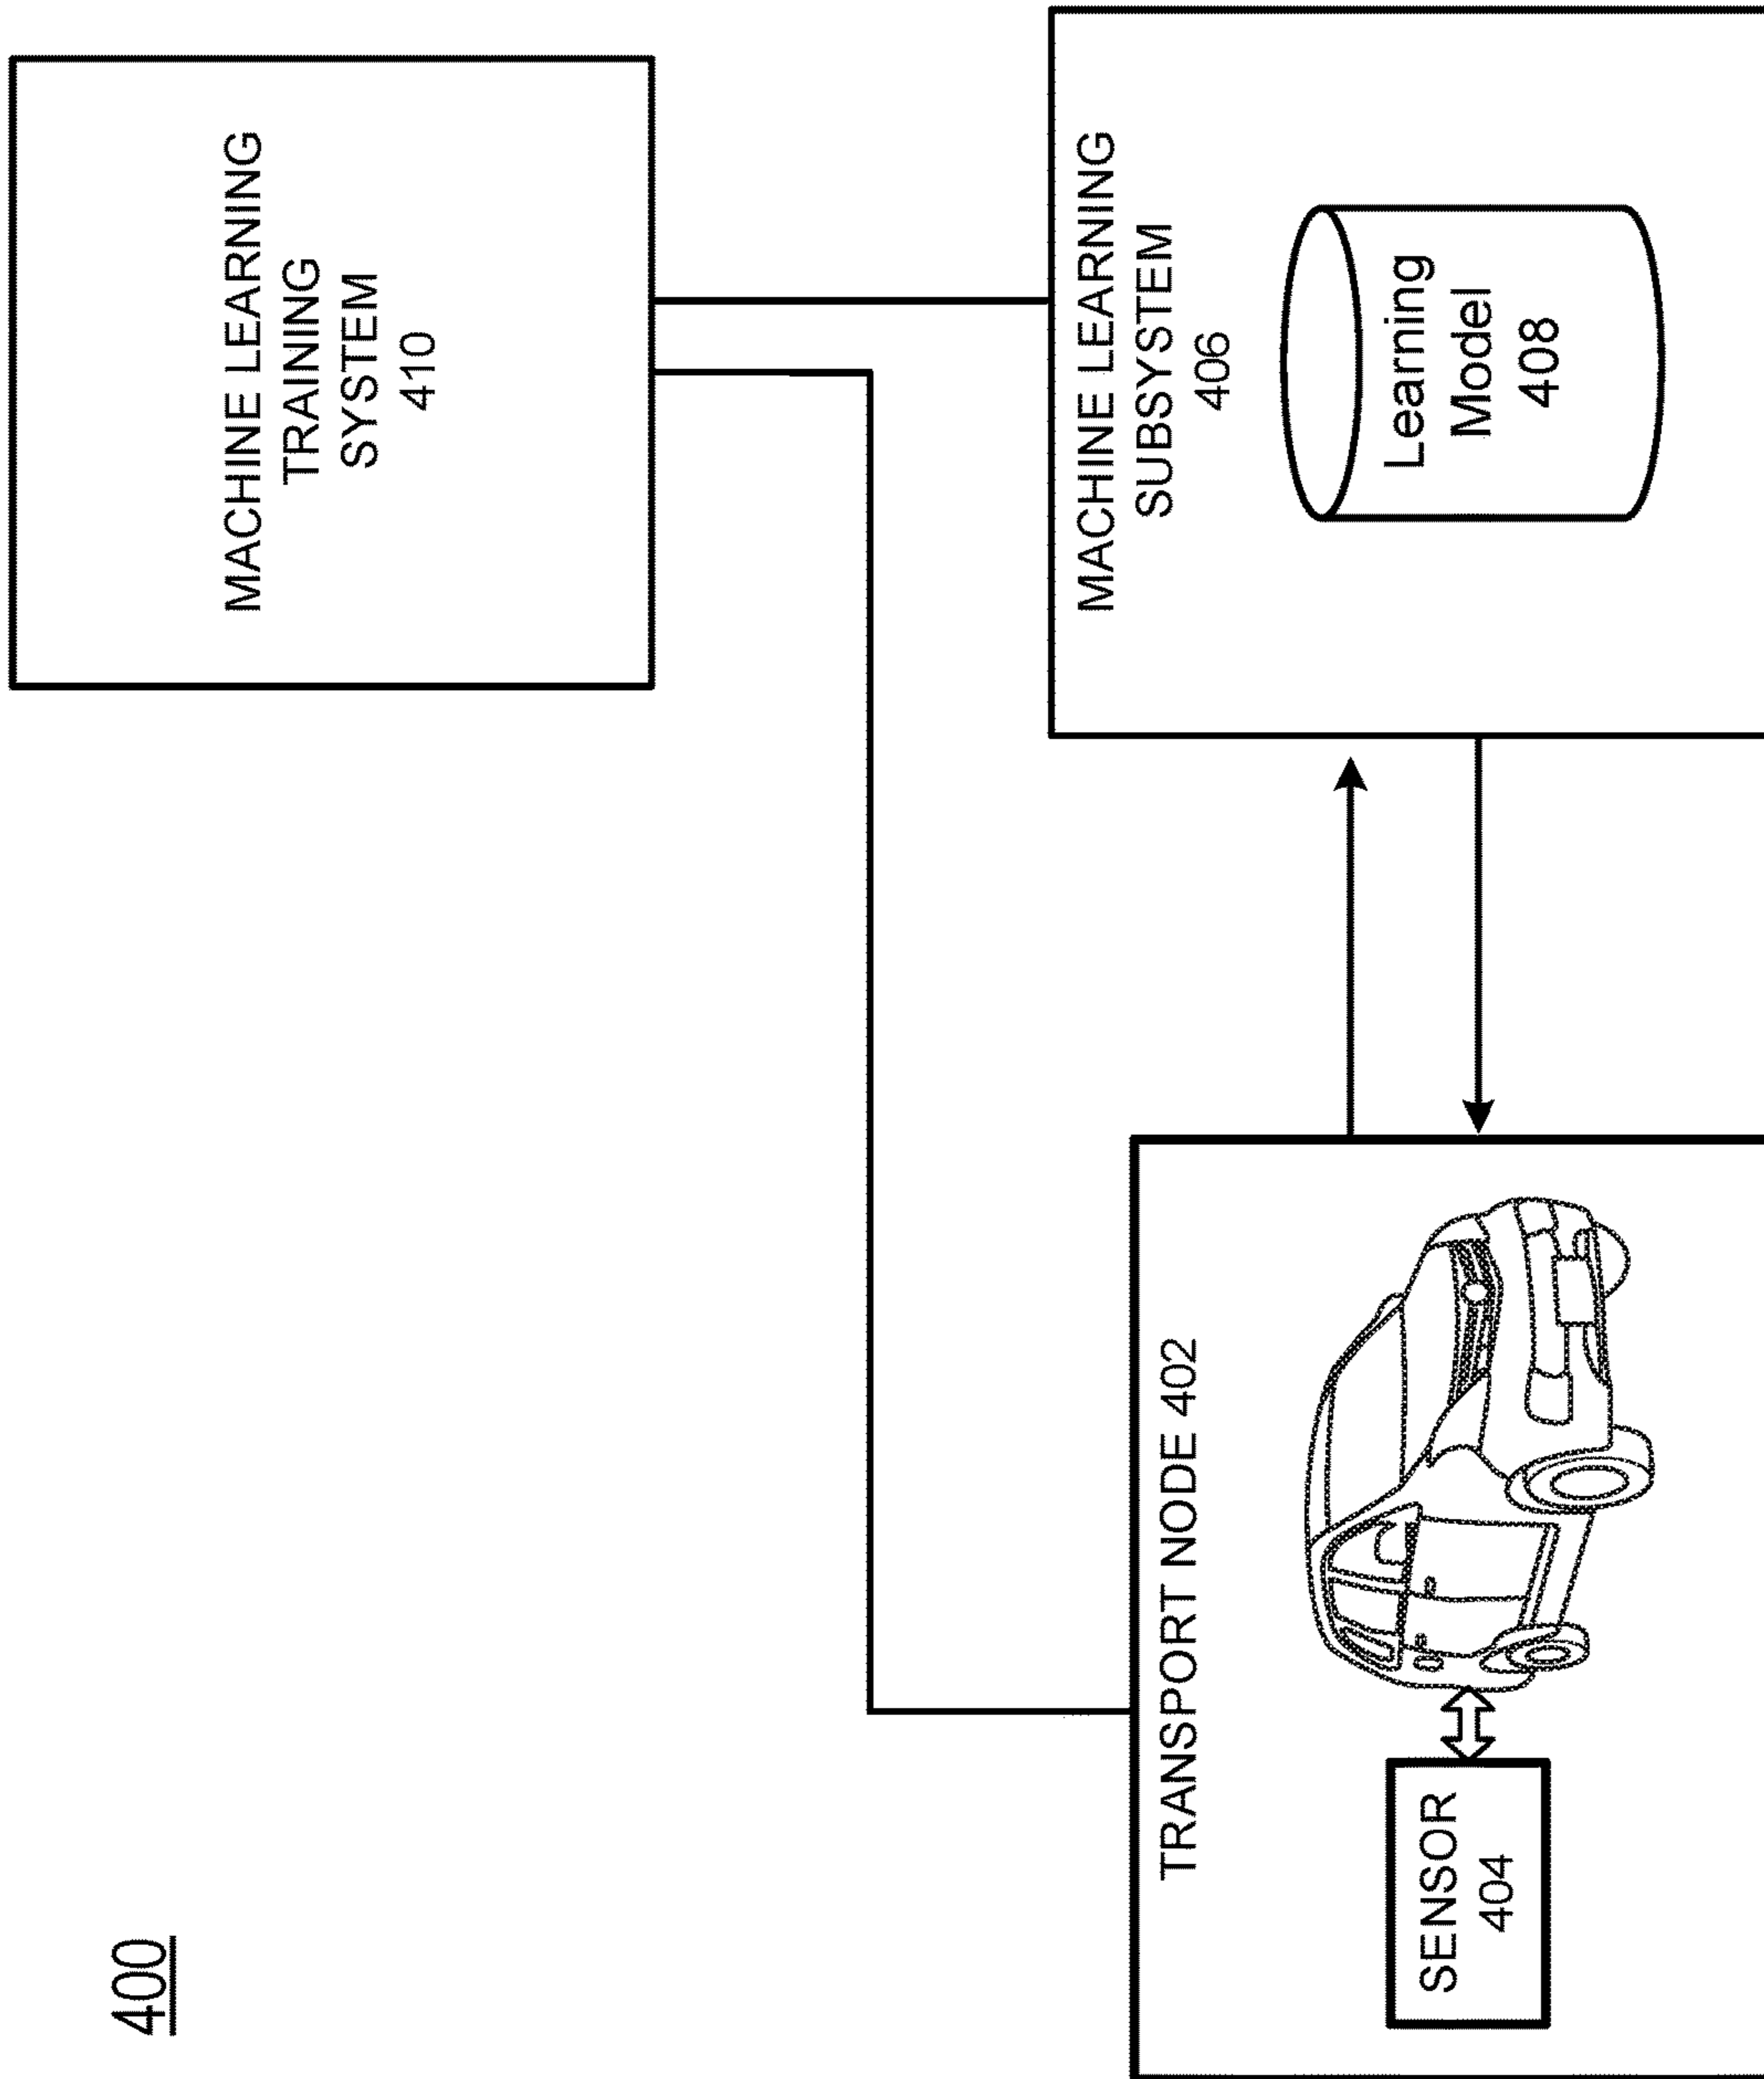 400
MACHINE LEARNING
TRAINING
SYSTEM
410
TRANSPORT NODE 402
SENSOR
404
MACHINE LEARNING
SUBSYSTEM
406
Learning
Model
408